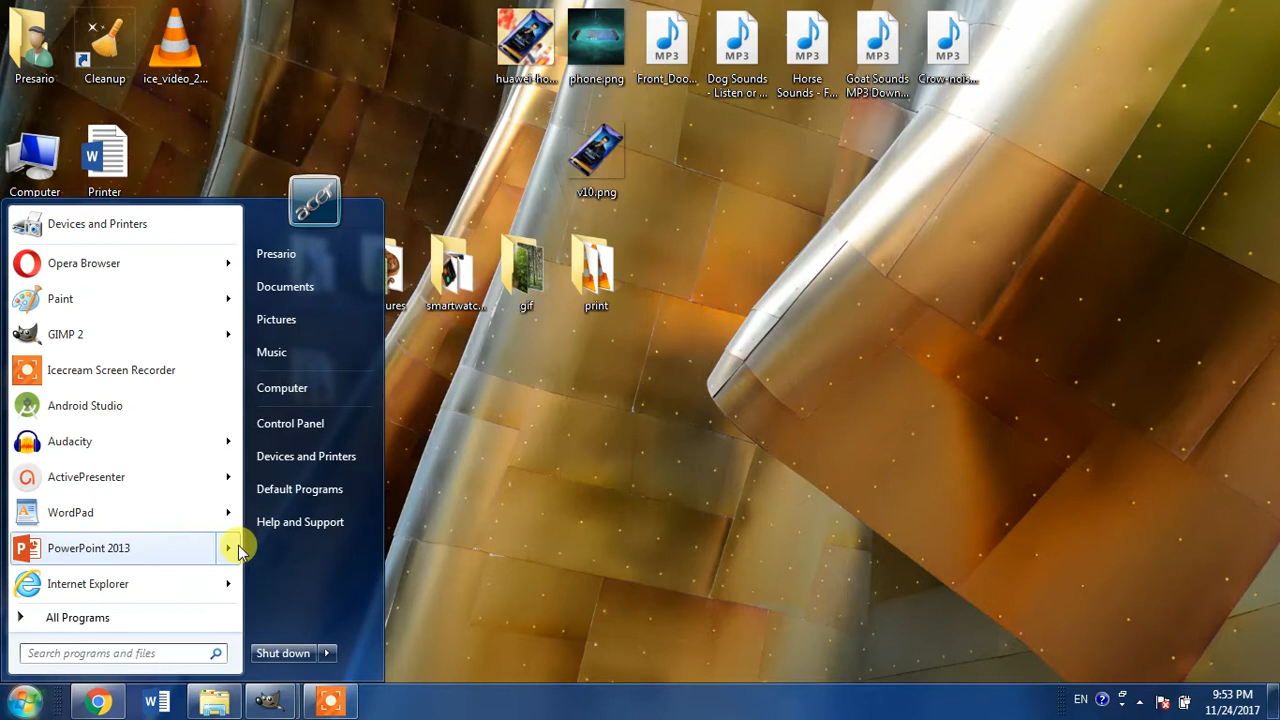 Presario
Cleanup
ice_video_2...
huawei-ho...
phone.png
MP3
Front_Doo...
MP3
Dog Sounds
- Listen or ...
MP3
Horse
Sounds - F...
MP3
Goat Sounds
MP3 Down...
MP3
Crow-nois...
Computer
W
Printer
v10.png
acer
ures
smartwatc...
gif
print
Devices and Printers
Opera Browser
Paint
GIMP 2
Icecream Screen Recorder
Android Studio
Audacity
ActivePresenter
WordPad
PowerPoint 2013
Internet Explorer
All Programs
Search programs and files
Presario
Documents
Pictures
Music
Computer
Control Panel
Devices and Printers
Default Programs
Help and Support
Shut down
EN
9:53 PM
11/24/2017